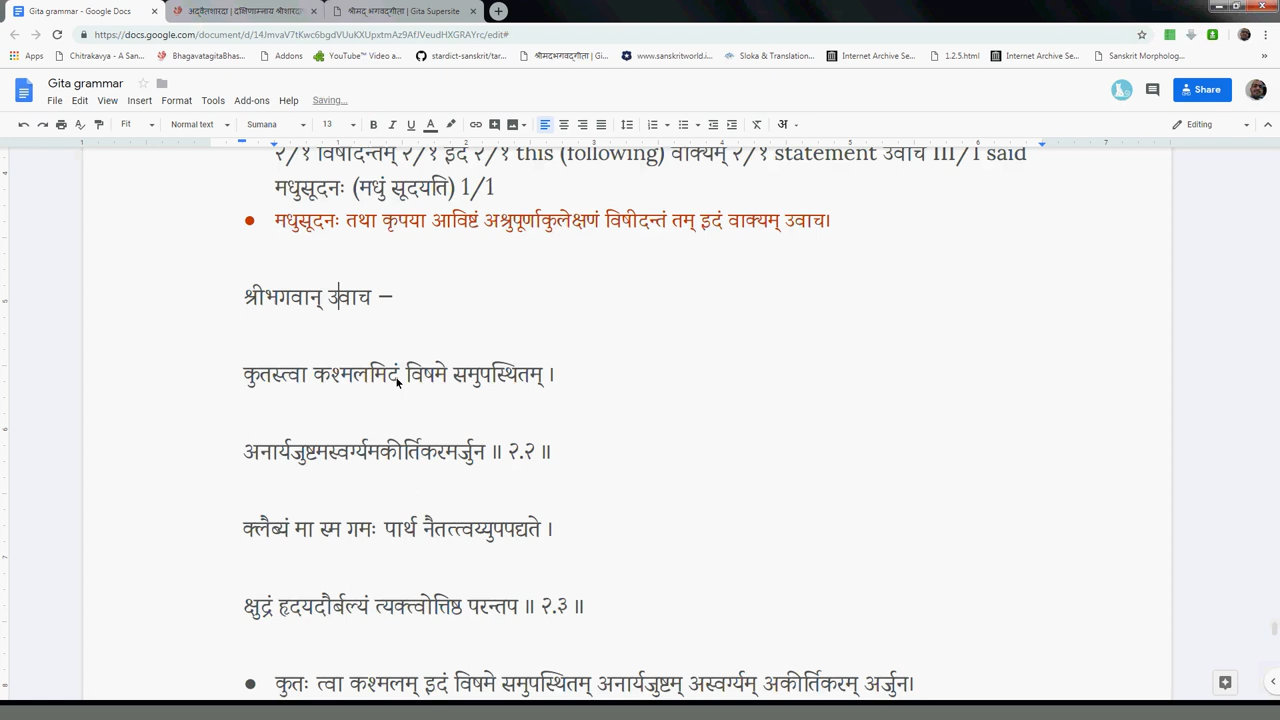 Gita grammar - Google Docs
अद्वैतशारदा | दक्षिणाम्नाय श्रीशारदा
श्रीमद् भगवद्गीता | Gita Supersite
https://docs.google.com/document/d/14JmvaV7tKwc6bgdVUuKXUpxtmAz9AfJVeudHXGRAYrc/edit#
Apps Chitrakavya - A San BhagavatagitaBhas... Addons YouTube™ Video a... stardict-sanskrit/tar... श्रीमदभगवदगीता | Gi... www.sanskritworld.i... Sloka & Translation... Internet Archive Se... 1.2.5.html Internet Archive Se... Sanskrit Morpholog...
Gita grammar
File Edit View Insert Format Tools Add-ons Help Saving...
Share
Fit Normal text Sumana 13 B I U A अ Editing
२/१ विषीदन्तम् २/१ इदं २/१ this (following) वाक्यम् २/१ statement उवाच III/1 said
मधुसूदनः (मधुं सूदयति) 1/1
● मधुसूदनः तथा कृपया आविष्टं अश्रुपूर्णाकुलेक्षणं विषीदन्तं तम् इदं वाक्यम् उवाच।
श्रीभगवान् उवाच –
कुतस्त्वा कश्मलमिदं विषमे समुपस्थितम् ।
अनार्यजुष्टमस्वर्ग्यमकीर्तिकरमर्जुन ॥ २.२ ॥
क्लैब्यं मा स्म गमः पार्थ नैतत्त्वय्युपपद्यते ।
क्षुद्रं हृदयदौर्बल्यं त्यक्त्वोत्तिष्ठ परन्तप ॥ २.३ ॥
● कुतः त्वा कश्मलम् इदं विषमे समुपस्थितम् अनार्यजुष्टम् अस्वर्ग्यम् अकीर्तिकरम् अर्जुन।